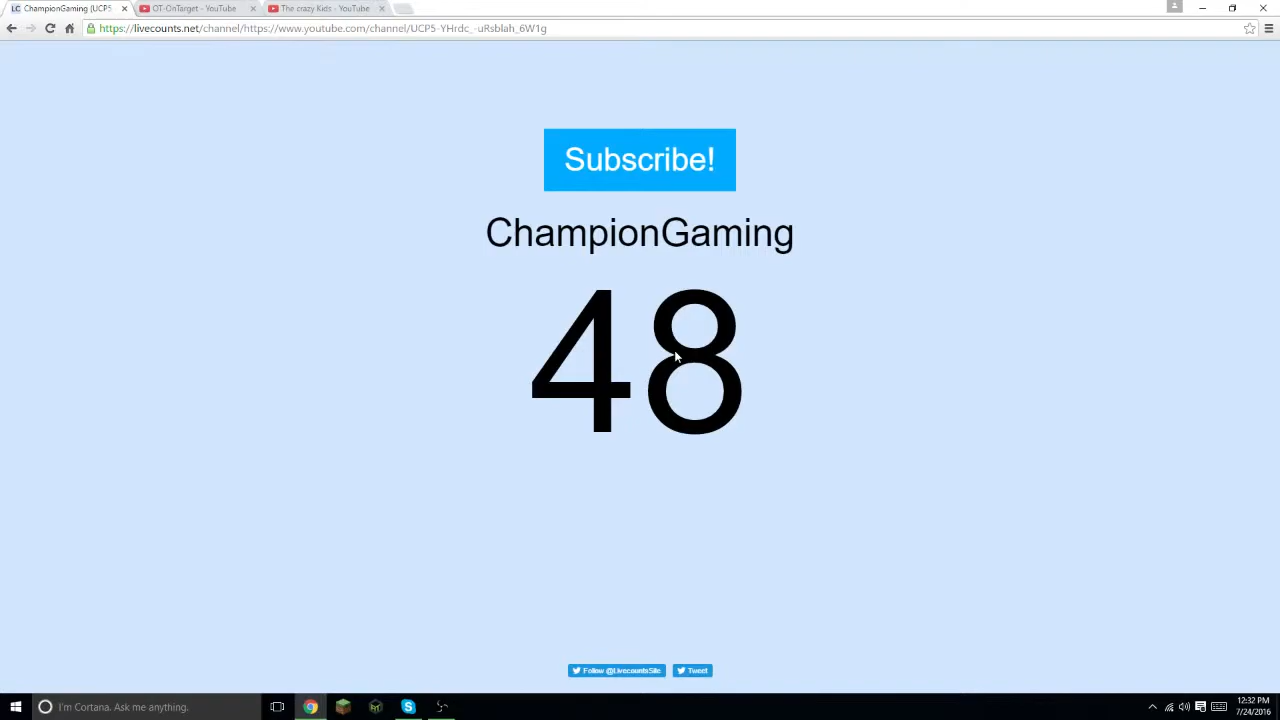 LC ChampionGaming (UCP5-
OT-OnTarget - YouTube
The crazy Kids - YouTube
https://livecounts.net/channel/https://www.youtube.com/channel/UCP5-YHrdc_-uRsblah_6W1g
Subscribe!
ChampionGaming
48
Follow @LivecountsSite
Tweet
I'm Cortana. Ask me anything.
12:32 PM
7/24/2016